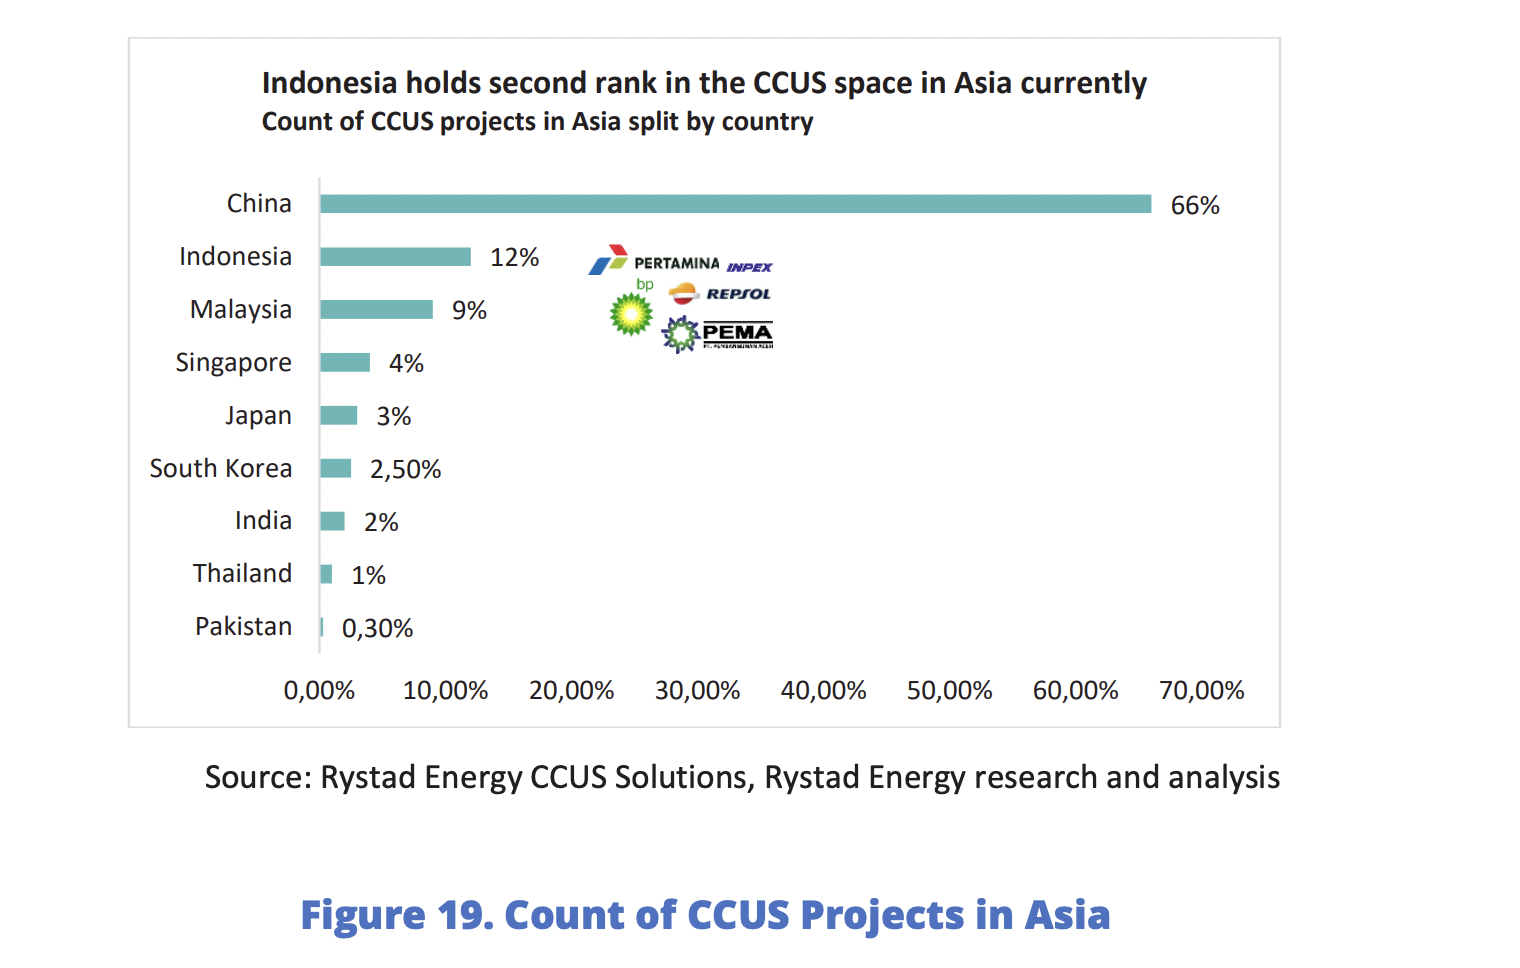 Indonesia holds second rank in the CCUS space in Asia currently
Count of CCUS projects in Asia split by country
China 66%
Indonesia 12%
PERTAMINA INPEX
Malaysia 9%
bp REPSOL
PEMA
Singapore 4%
Japan 3%
South Korea 2,50%
India 2%
Thailand 1%
Pakistan 0,30%
0,00% 10,00% 20,00% 30,00% 40,00% 50,00% 60,00% 70,00%
Source: Rystad Energy CCUS Solutions, Rystad Energy research and analysis
Figure 19. Count of CCUS Projects in Asia